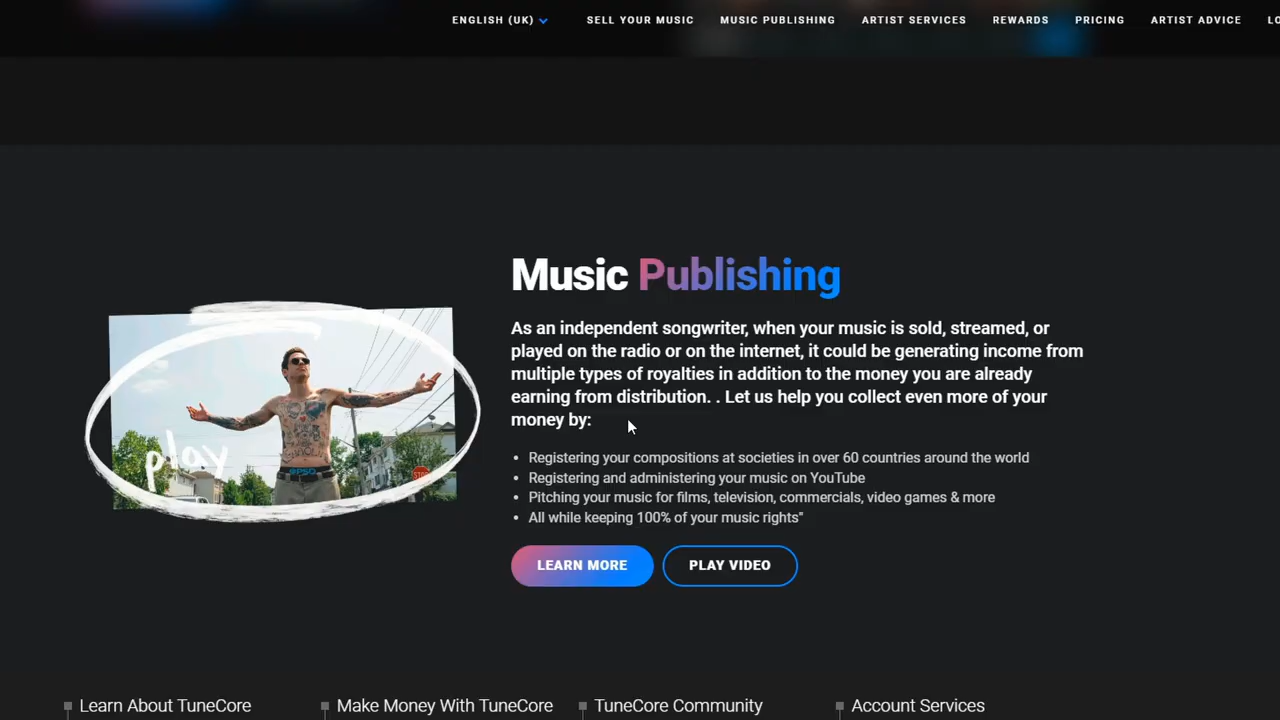 ENGLISH (UK) SELL YOUR MUSIC MUSIC PUBLISHING ARTIST SERVICES REWARDS PRICING ARTIST ADVICE LO
Music Publishing
As an independent songwriter, when your music is sold, streamed, or
played on the radio or on the internet, it could be generating income from
multiple types of royalties in addition to the money you are already
earning from distribution. . Let us help you collect even more of your
money by:
• Registering your compositions at societies in over 60 countries around the world
• Registering and administering your music on YouTube
• Pitching your music for films, television, commercials, video games & more
• All while keeping 100% of your music rights"
play
STOP
LEARN MORE PLAY VIDEO
Learn About TuneCore Make Money With TuneCore TuneCore Community Account Services